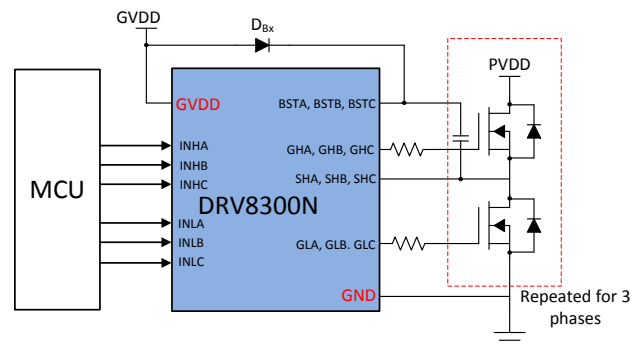 GVDD
D_Bx
PVDD
GVDD
BSTA, BSTB, BSTC
INHA
GHA, GHB, GHC
INHB
INHC
SHA, SHB, SHC
MCU
DRV8300N
INLA
INLB
GLA, GLB. GLC
INLC
GND
Repeated for 3
phases